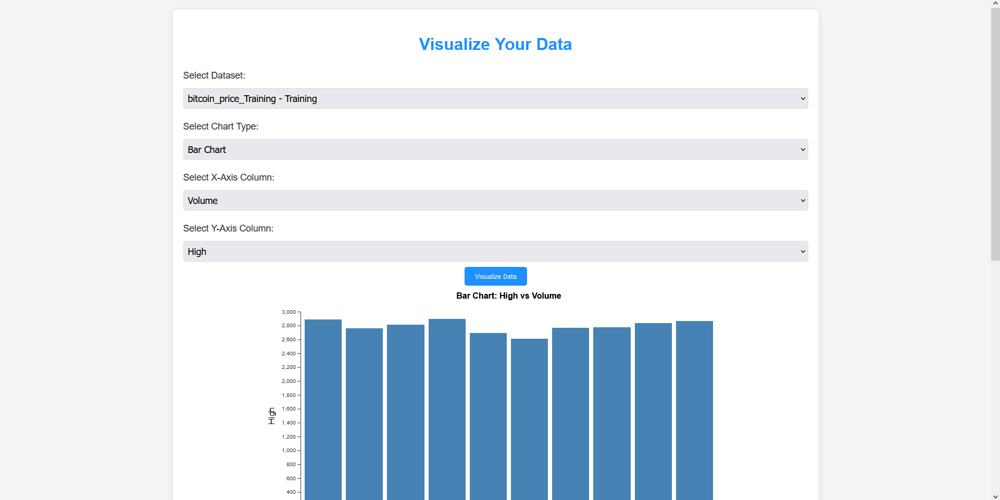 Visualize Your Data
Select Dataset:
bitcoin_price_Training - Training
Select Chart Type:
Bar Chart
Select X-Axis Column:
Volume
Select Y-Axis Column:
High
Visualize Data
Bar Chart: High vs Volume
3,000
2,800
2,600
2,400
2,200
2,000
1,800
1,600
1,400
1,200
1,000
800
600
400
High